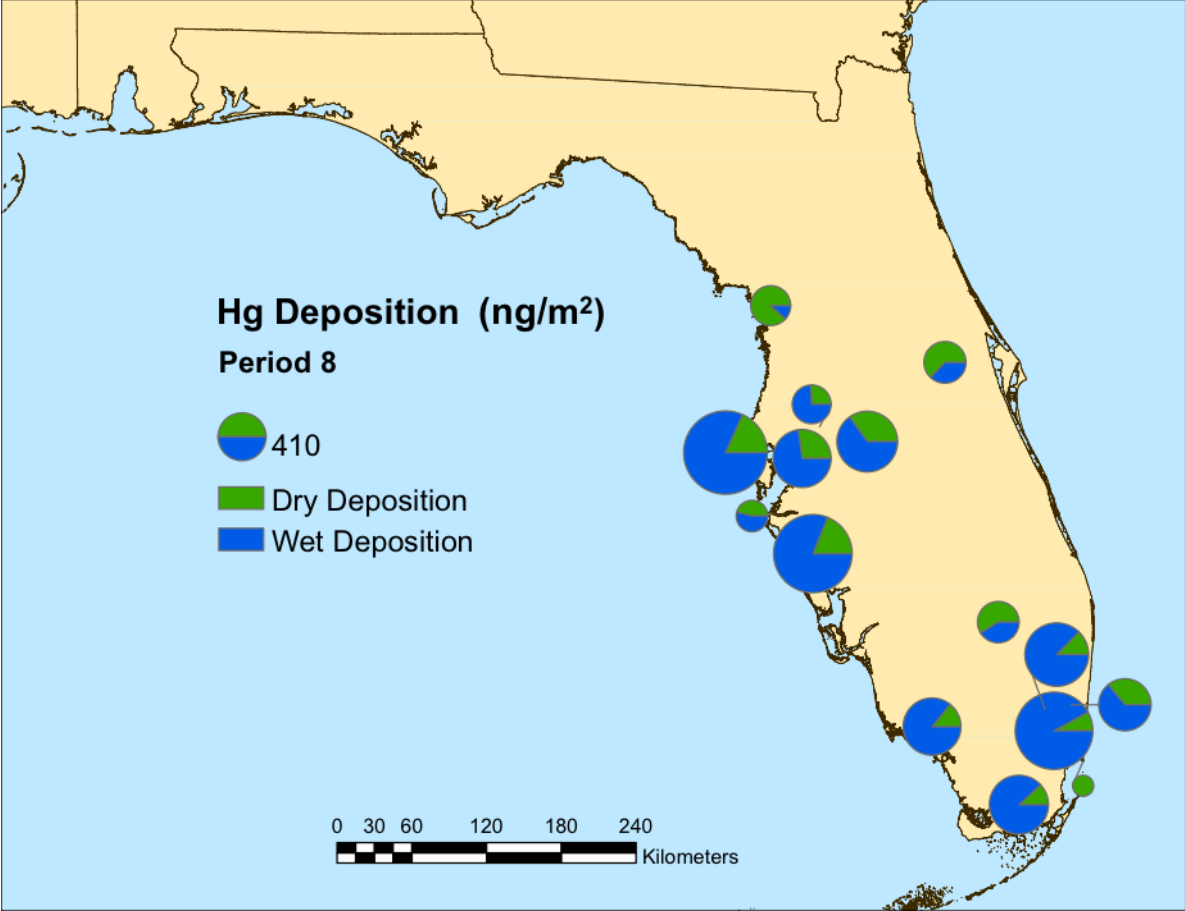 Hg Deposition (ng/m²)
Period 8
410
Dry Deposition
Wet Deposition
0 30 60 120 180 240
Kilometers